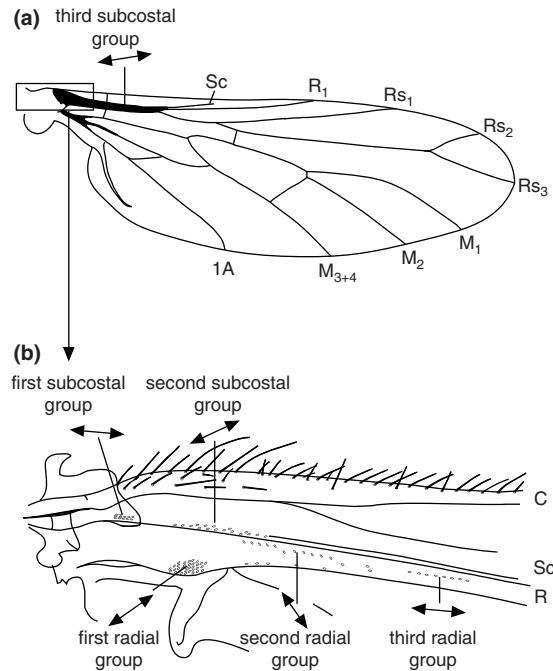 (a)
third subcostal
group
Sc
R1
Rs1
Rs2
Rs3
M1
M2
M3+4
1A
(b)
first subcostal
group
second subcostal
group
C
Sc
R
first radial
group
second radial
group
third radial
group